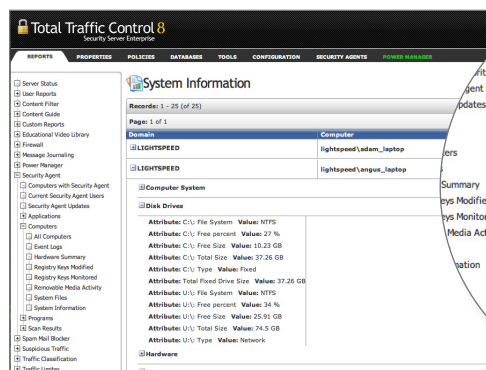 Total Traffic Control 8
Security Server Enterprise
REPORTS PROPERTIES POLICIES DATABASES TOOLS CONFIGURATION SECURITY AGENTS POWER MANAGER
Server Status
User Reports
Content Filter
Content Guide
Custom Reports
Educational Video Library
Firewall
Message Journaling
Power Manager
Security Agent
Computers with Security Agent
Current Security Agent Users
Security Agent Updates
Applications
Computers
All Computers
Event Logs
Hardware Summary
Registry Keys Modified
Registry Keys Monitored
Removable Media Activity
System Files
System Information
Programs
Scan Results
Spam Mail Blocker
Suspicious Traffic
Traffic Classification
Traffic Limiter
System Information
Records: 1 - 25 (of 25)
Page: 1 of 1
Domain Computer
LIGHTSPEED lightspeed\adam_laptop
LIGHTSPEED lightspeed\angus_laptop
Computer System
Disk Drives
Attribute: C:\: File System Value: NTFS
Attribute: C:\: Free percent Value: 27 %
Attribute: C:\: Free Size Value: 10.23 GB
Attribute: C:\: Total Size Value: 37.26 GB
Attribute: C:\: Type Value: Fixed
Attribute: Total Fixed Drive Size Value: 37.26 GB
Attribute: U:\: File System Value: NTFS
Attribute: U:\: Free percent Value: 34 %
Attribute: U:\: Free Size Value: 25.91 GB
Attribute: U:\: Total Size Value: 74.5 GB
Attribute: U:\: Type Value: Network
Hardware
gent
pdates
ers
Summary
eys Modifie
eys Monitor
Media Act
mation